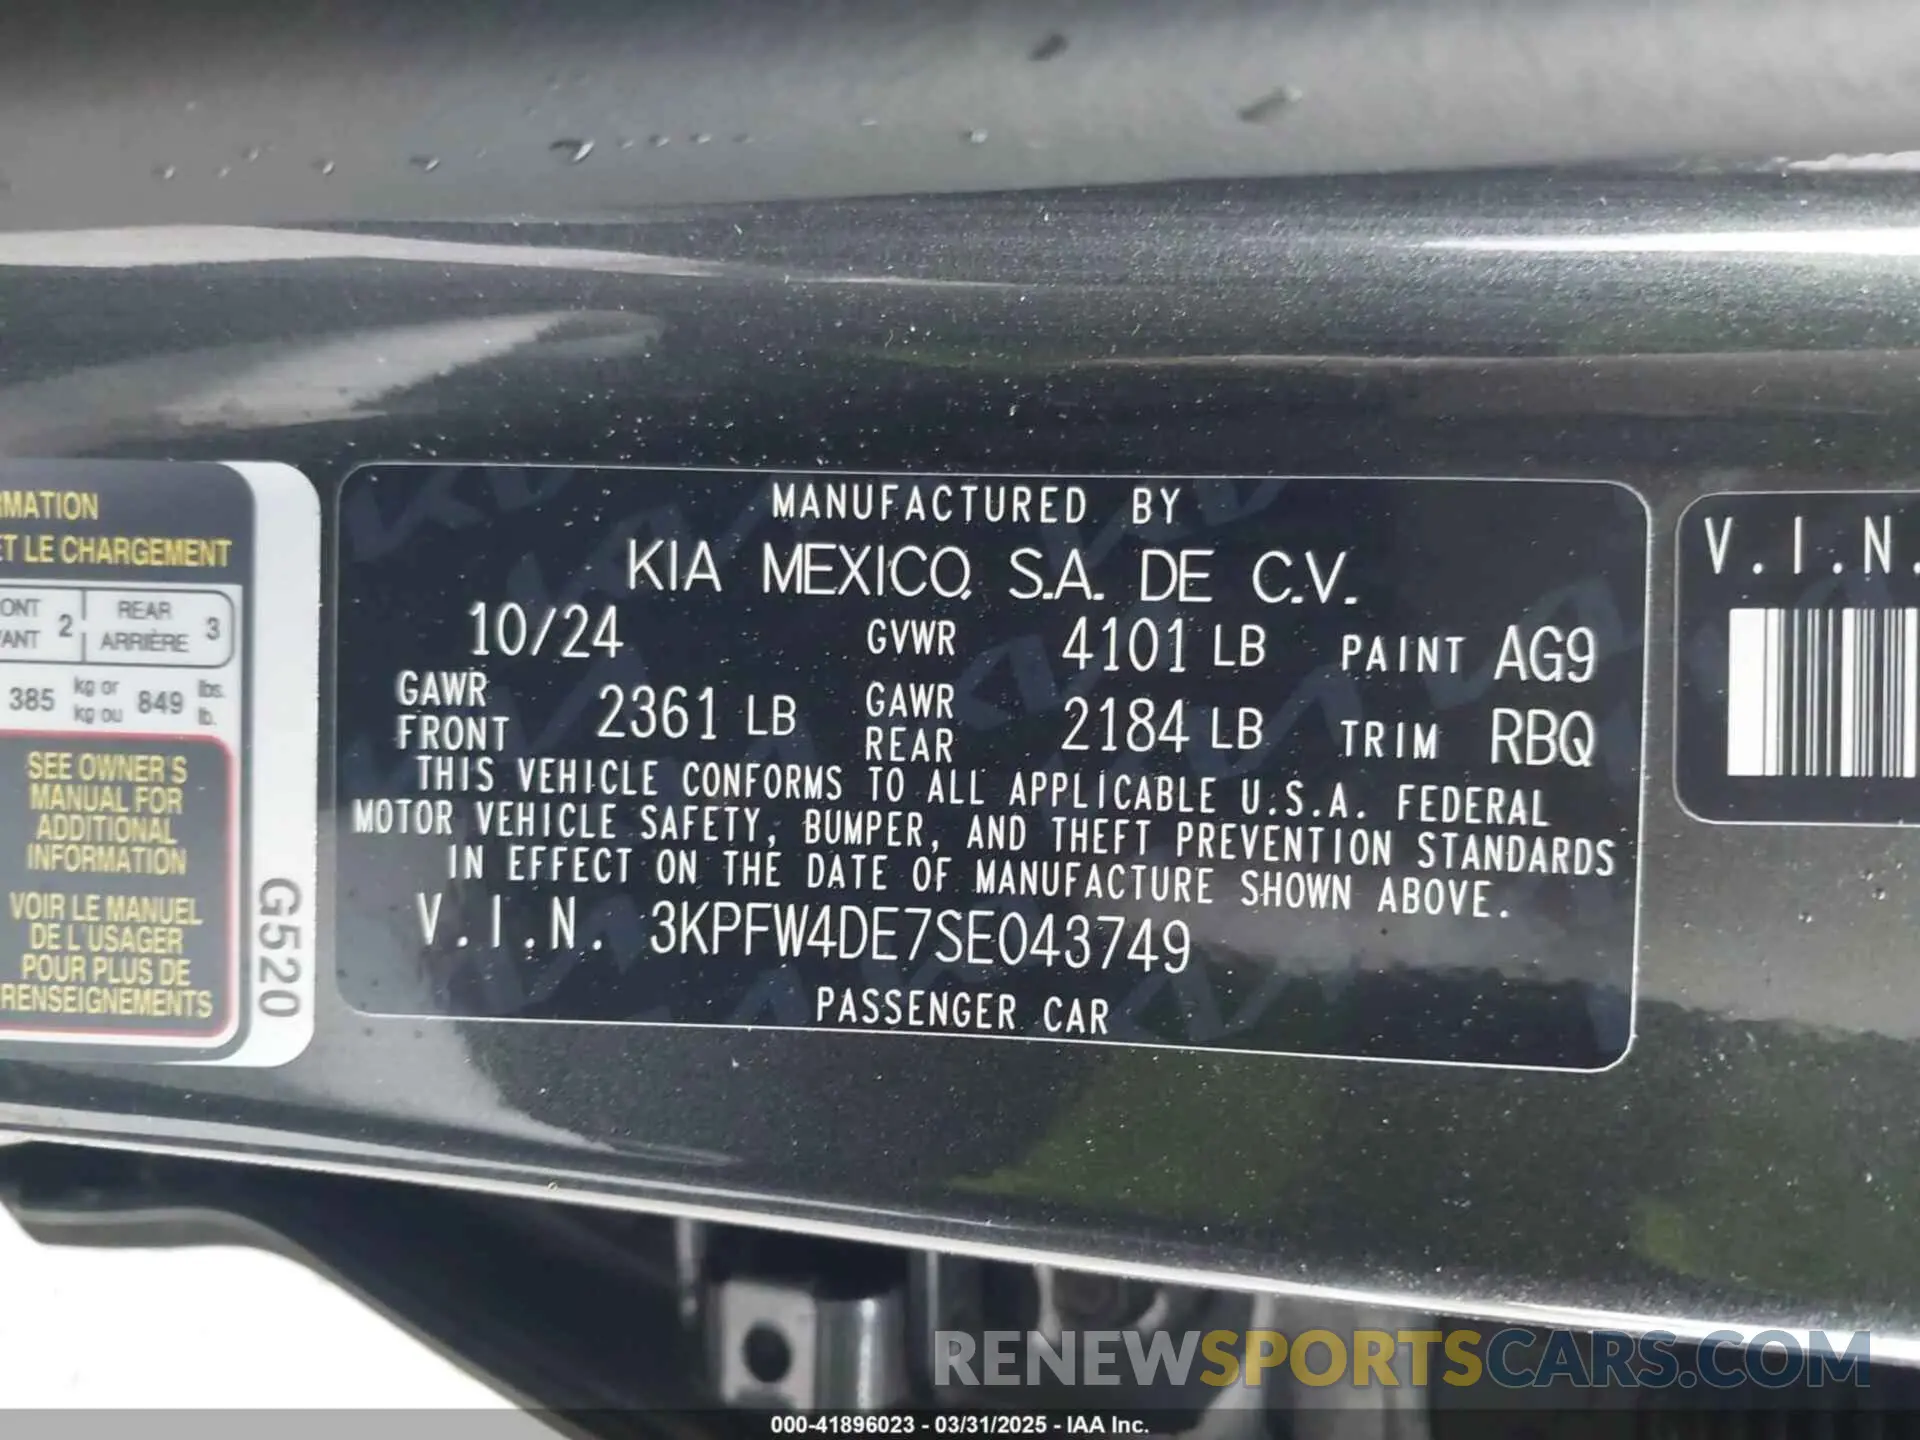 RMATION
ET LE CHARGEMENT
ONT
ANT 2 REAR
ARRIÈRE 3
385 kg or
kg ou 849 lbs.
lb.
SEE OWNER'S
MANUAL FOR
ADDITIONAL
INFORMATION
VOIR LE MANUEL
DE L'USAGER
POUR PLUS DE
RENSEIGNEMENTS
G520
MANUFACTURED BY
KIA MEXICO, S.A. DE C.V.
10/24 GVWR 4101 LB PAINT AG9
GAWR
FRONT 2361 LB GAWR
REAR 2184 LB TRIM RBQ
THIS VEHICLE CONFORMS TO ALL APPLICABLE U.S.A. FEDERAL
MOTOR VEHICLE SAFETY, BUMPER, AND THEFT PREVENTION STANDARDS
IN EFFECT ON THE DATE OF MANUFACTURE SHOWN ABOVE.
V.I.N. 3KPFW4DE7SE043749
PASSENGER CAR
V.I.N.
RENEWSPORTSCARS.COM
000-41896023 - 03/31/2025 - IAA Inc.